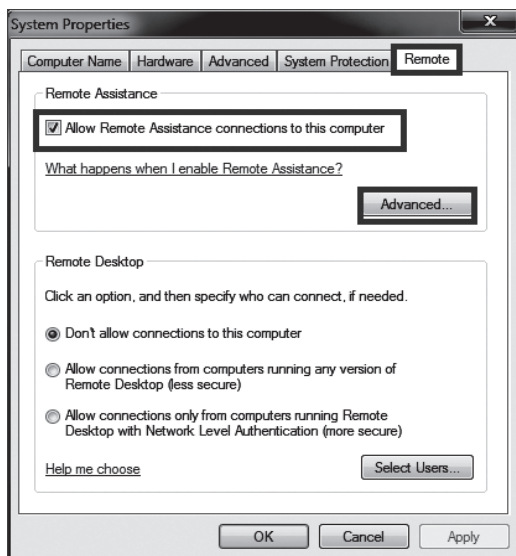 System Properties
X
Computer Name Hardware Advanced System Protection Remote
Remote Assistance
Allow Remote Assistance connections to this computer
What happens when I enable Remote Assistance?
Advanced...
Remote Desktop
Click an option, and then specify who can connect, if needed.
Don't allow connections to this computer
Allow connections from computers running any version of
Remote Desktop (less secure)
Allow connections only from computers running Remote
Desktop with Network Level Authentication (more secure)
Help me choose Select Users...
OK Cancel Apply